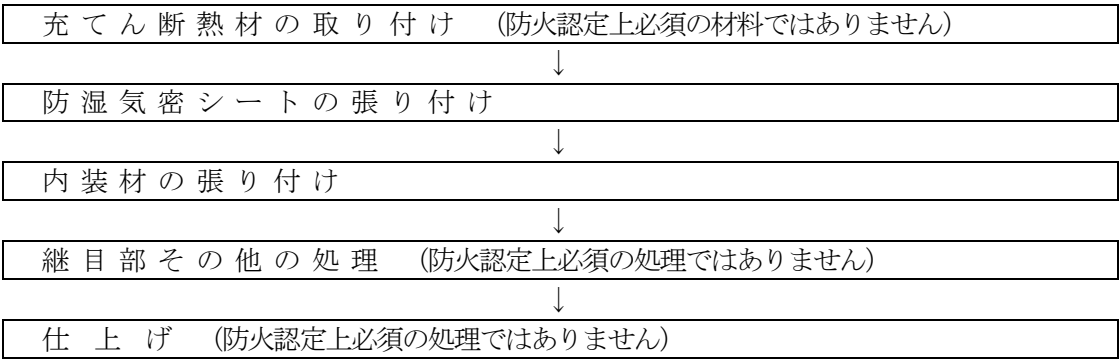 充てん断熱材の取り付け (防火認定上必須の材料ではありません)
↓
防湿気密シートの張り付け
↓
内装材の張り付け
↓
継目部その他の処理 (防火認定上必須の処理ではありません)
↓
仕上げ (防火認定上必須の処理ではありません)